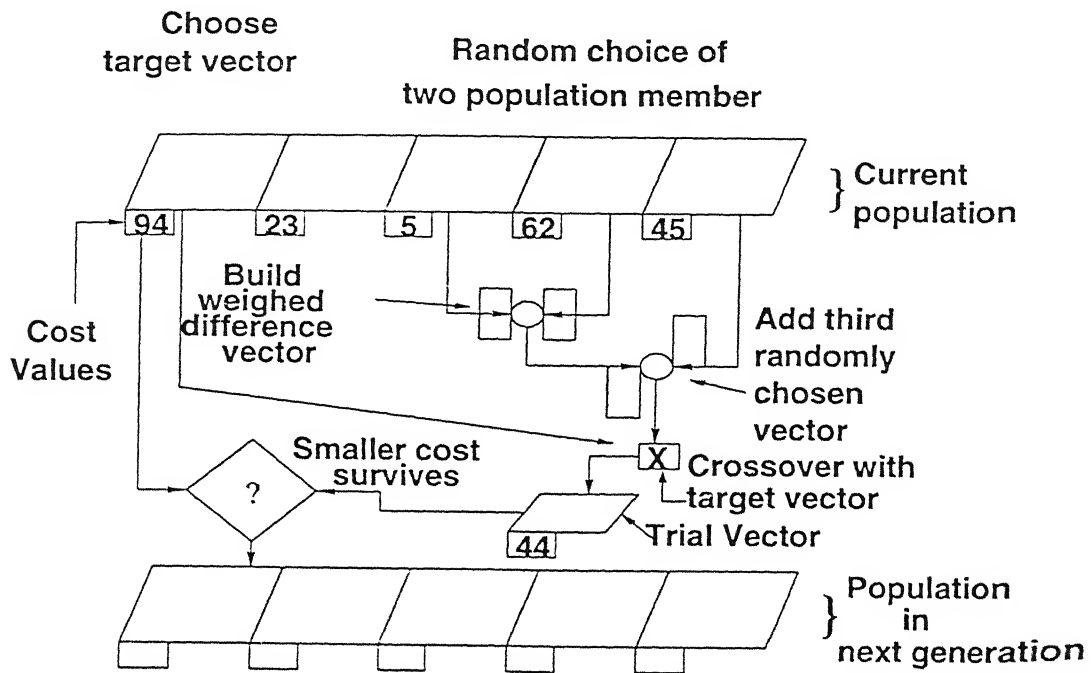 Choose
target vector
Random choice of
two population member
Current
population
94 23 5 62 45
Build
weighed
difference
vector
Cost
Values
Add third
randomly
chosen
vector
Smaller cost
survives
?
X
Crossover with
target vector
Trial Vector
44
Population
in
next generation